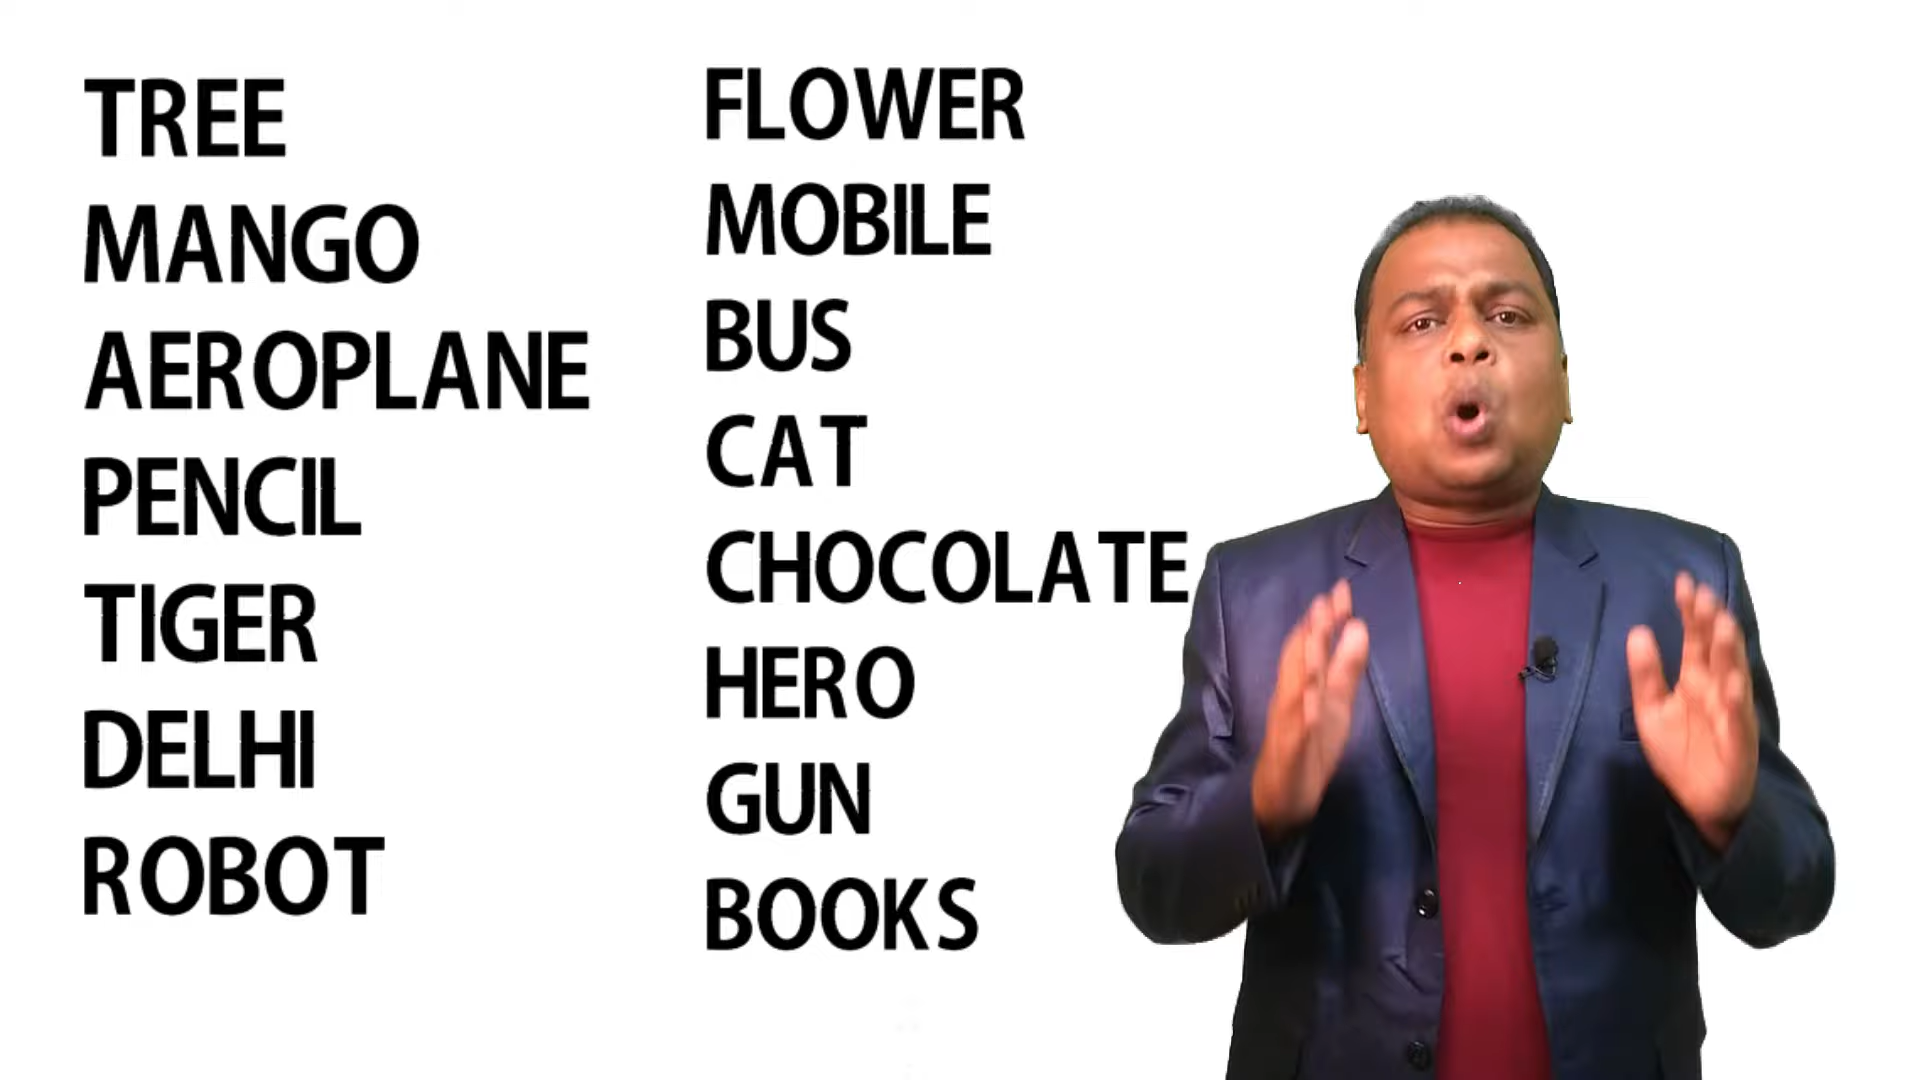 TREE
MANGO
AEROPLANE
PENCIL
TIGER
DELHI
ROBOT
FLOWER
MOBILE
BUS
CAT
CHOCOLATE
HERO
GUN
BOOKS